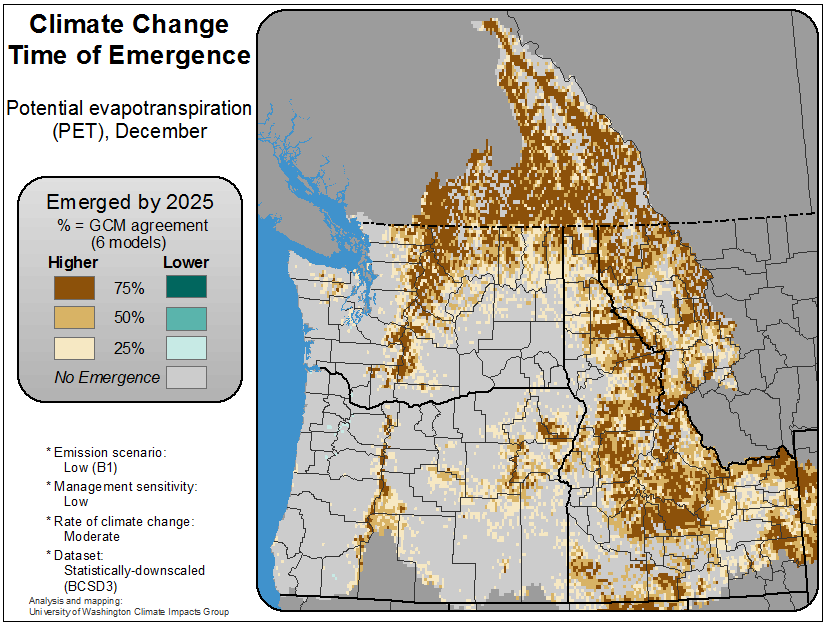 Climate Change
Time of Emergence
Potential evapotranspiration
(PET), December
Emerged by 2025
% = GCM agreement
(6 models)
Higher Lower
75%
50%
25%
No Emergence
* Emission scenario:
Low (B1)
* Management sensitivity:
Low
* Rate of climate change:
Moderate
* Dataset:
Statistically-downscaled
(BCSD3)
Analysis and mapping:
University of Washington Climate Impacts Group